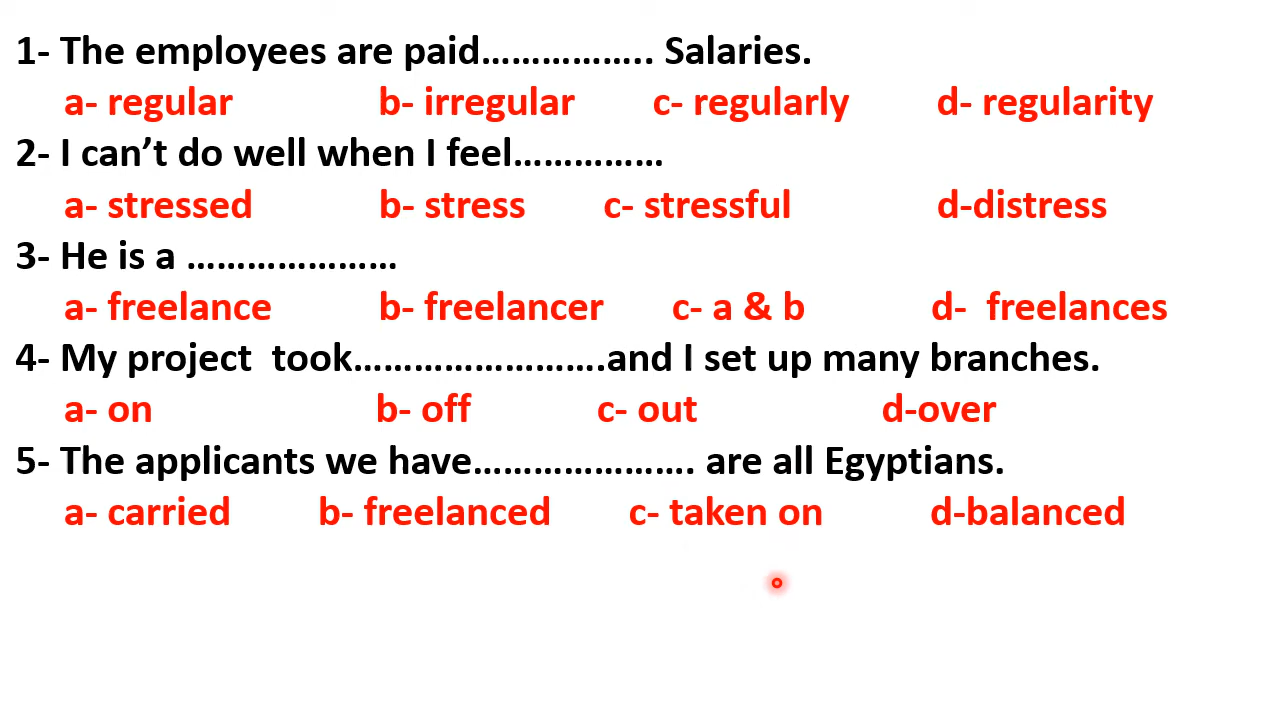 1- The employees are paid…………….. Salaries.
a- regular b- irregular c- regularly d- regularity
2- I can’t do well when I feel……………
a- stressed b- stress c- stressful d-distress
3- He is a …………………
a- freelance b- freelancer c- a & b d- freelances
4- My project took…………………….and I set up many branches.
a- on b- off c- out d-over
5- The applicants we have…………………. are all Egyptians.
a- carried b- freelanced c- taken on d-balanced